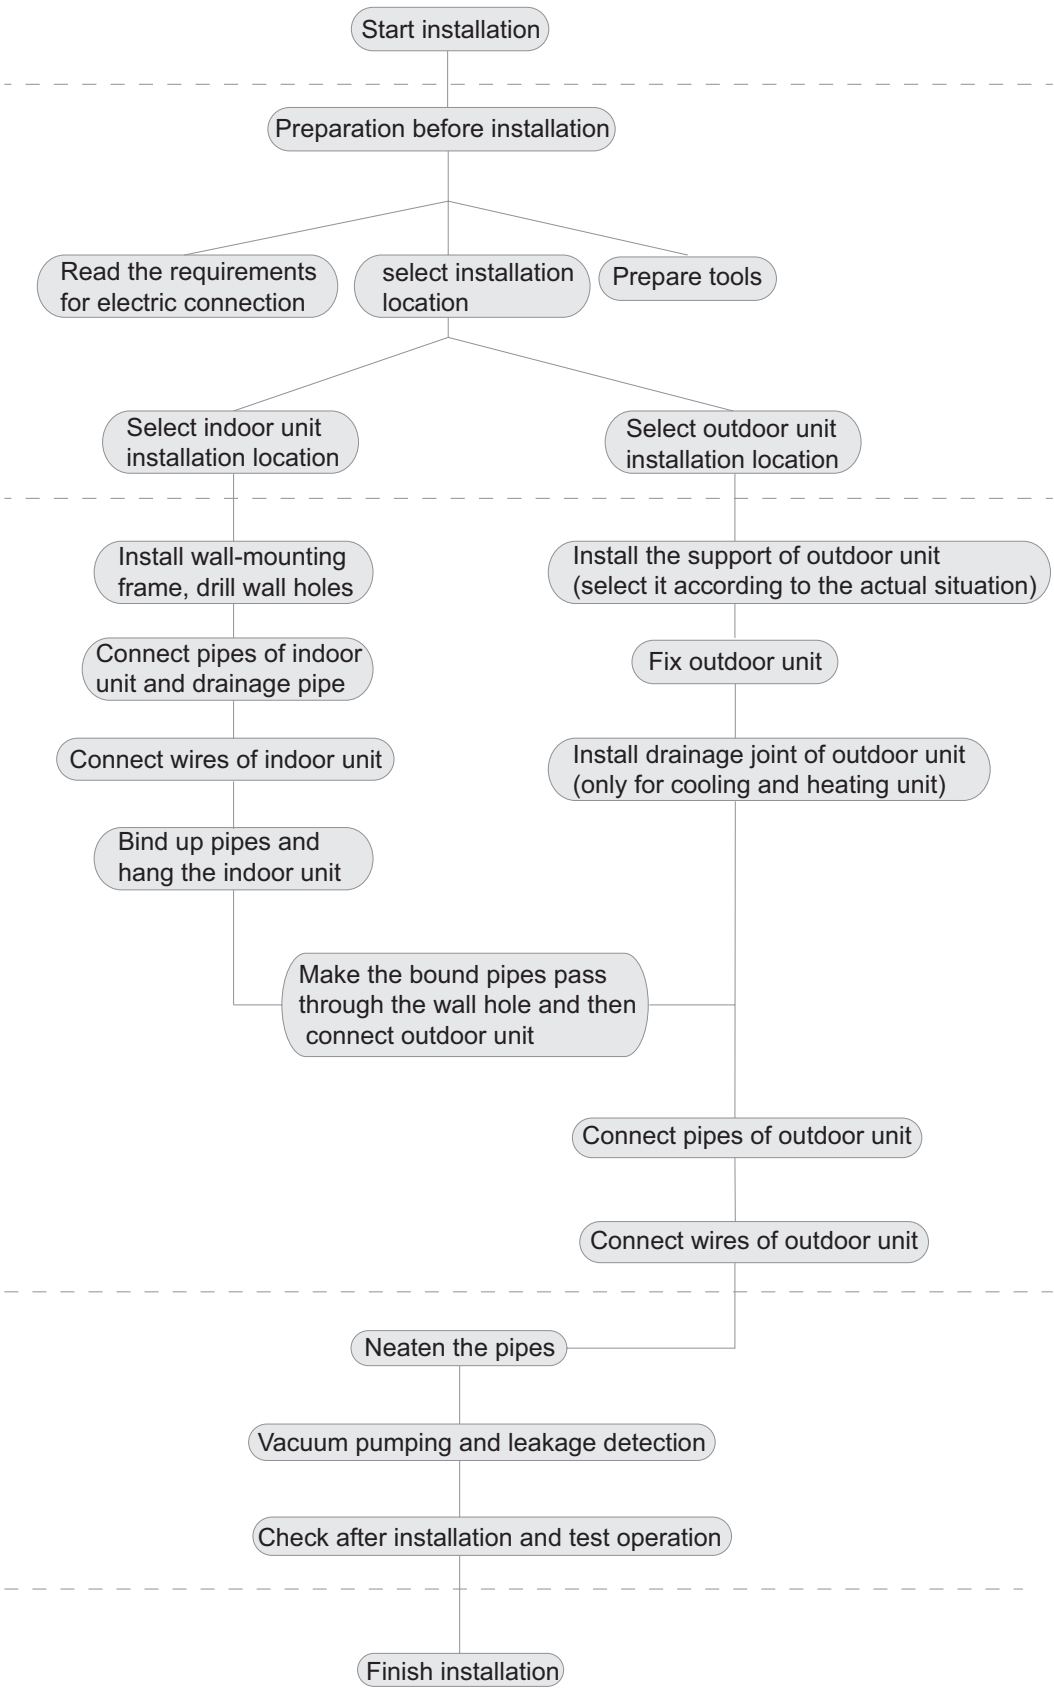 Start installation
Preparation before installation
Read the requirements
for electric connection
select installation
location
Prepare tools
Select indoor unit
installation location
Select outdoor unit
installation location
Install wall-mounting
frame, drill wall holes
Install the support of outdoor unit
(select it according to the actual situation)
Connect pipes of indoor
unit and drainage pipe
Fix outdoor unit
Connect wires of indoor unit
Install drainage joint of outdoor unit
(only for cooling and heating unit)
Bind up pipes and
hang the indoor unit
Make the bound pipes pass
through the wall hole and then
connect outdoor unit
Connect pipes of outdoor unit
Connect wires of outdoor unit
Neaten the pipes
Vacuum pumping and leakage detection
Check after installation and test operation
Finish installation